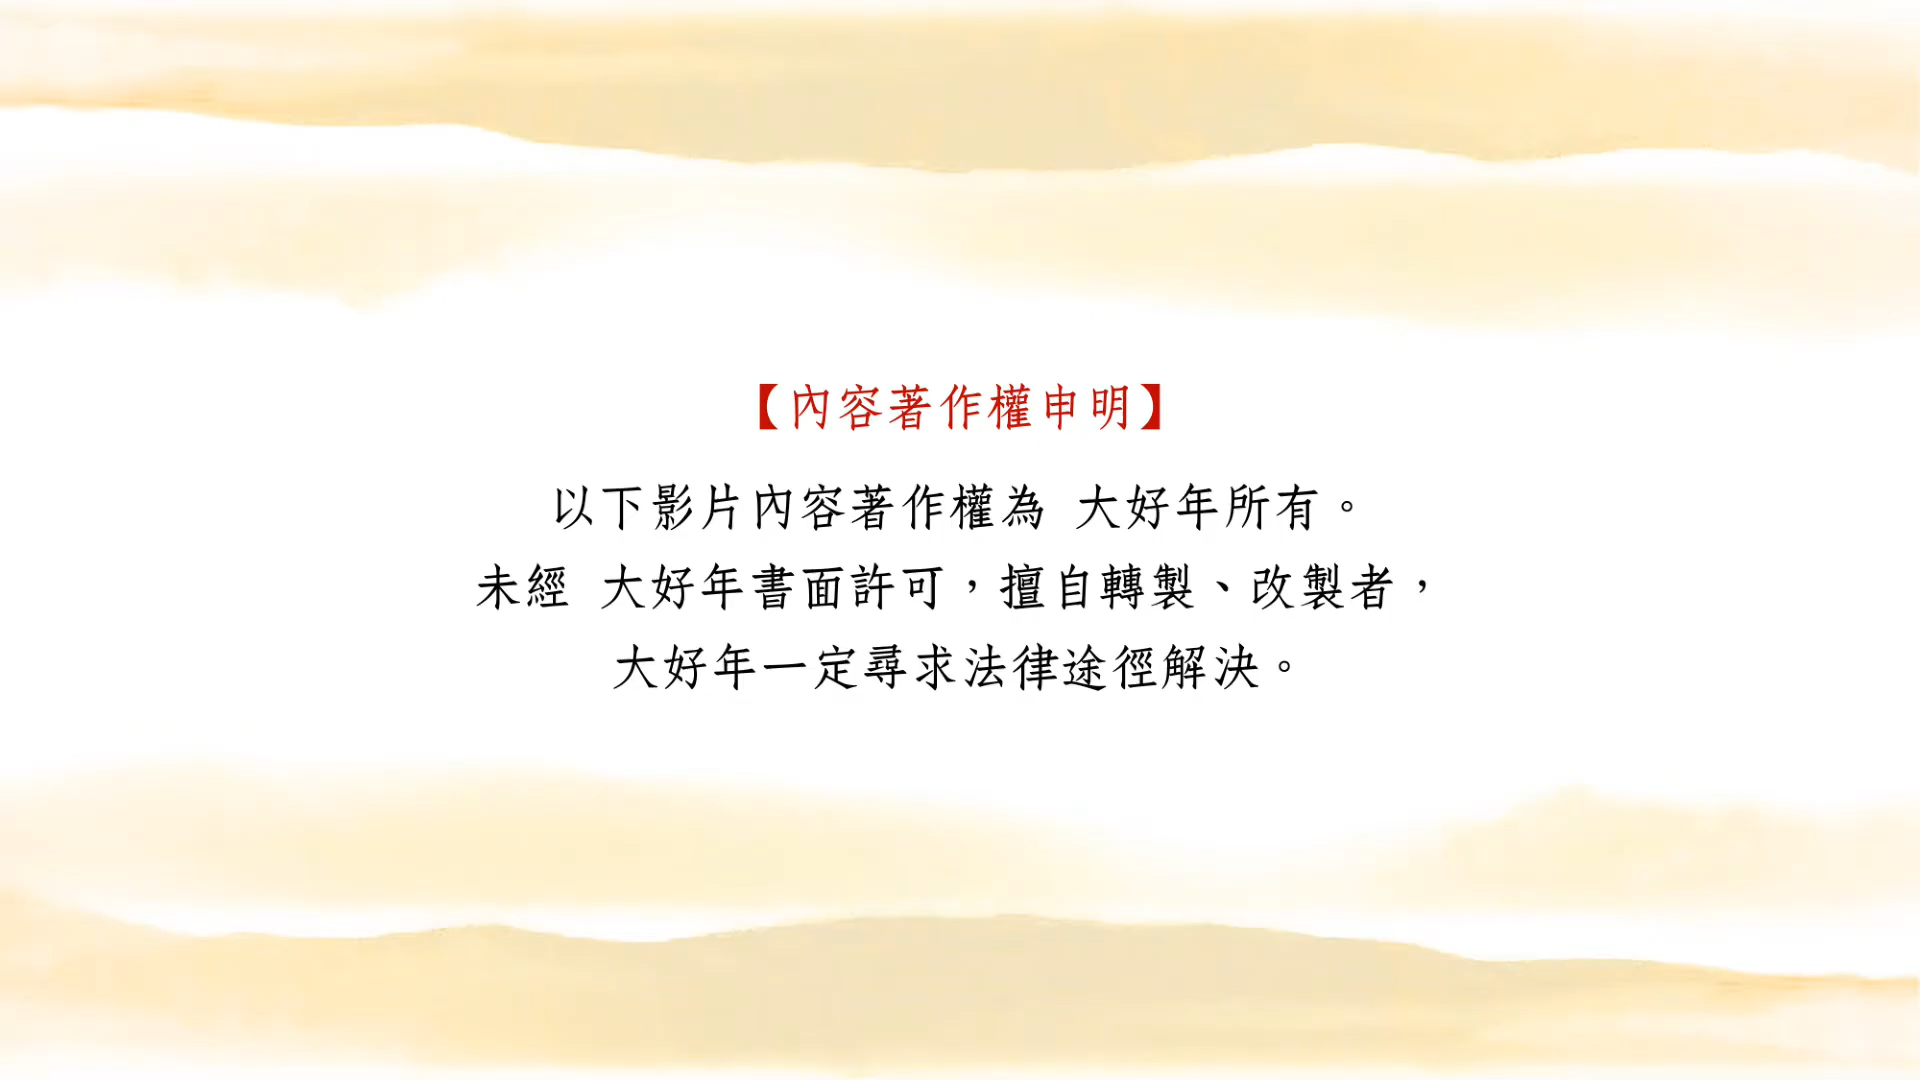 【內容著作權申明】
以下影片內容著作權為 大好年所有。
未經 大好年書面許可，擅自轉製、改製者，
大好年一定尋求法律途徑解決。